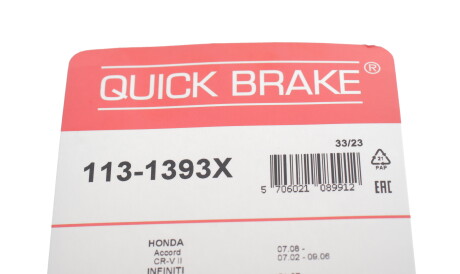 QUICK BRAKE®
33/23
113-1393X
5 706021 089912
21
PAP
EAC
HONDA
Accord 07.08 -
CR-V II 07.02 - 09.06
INFINITI